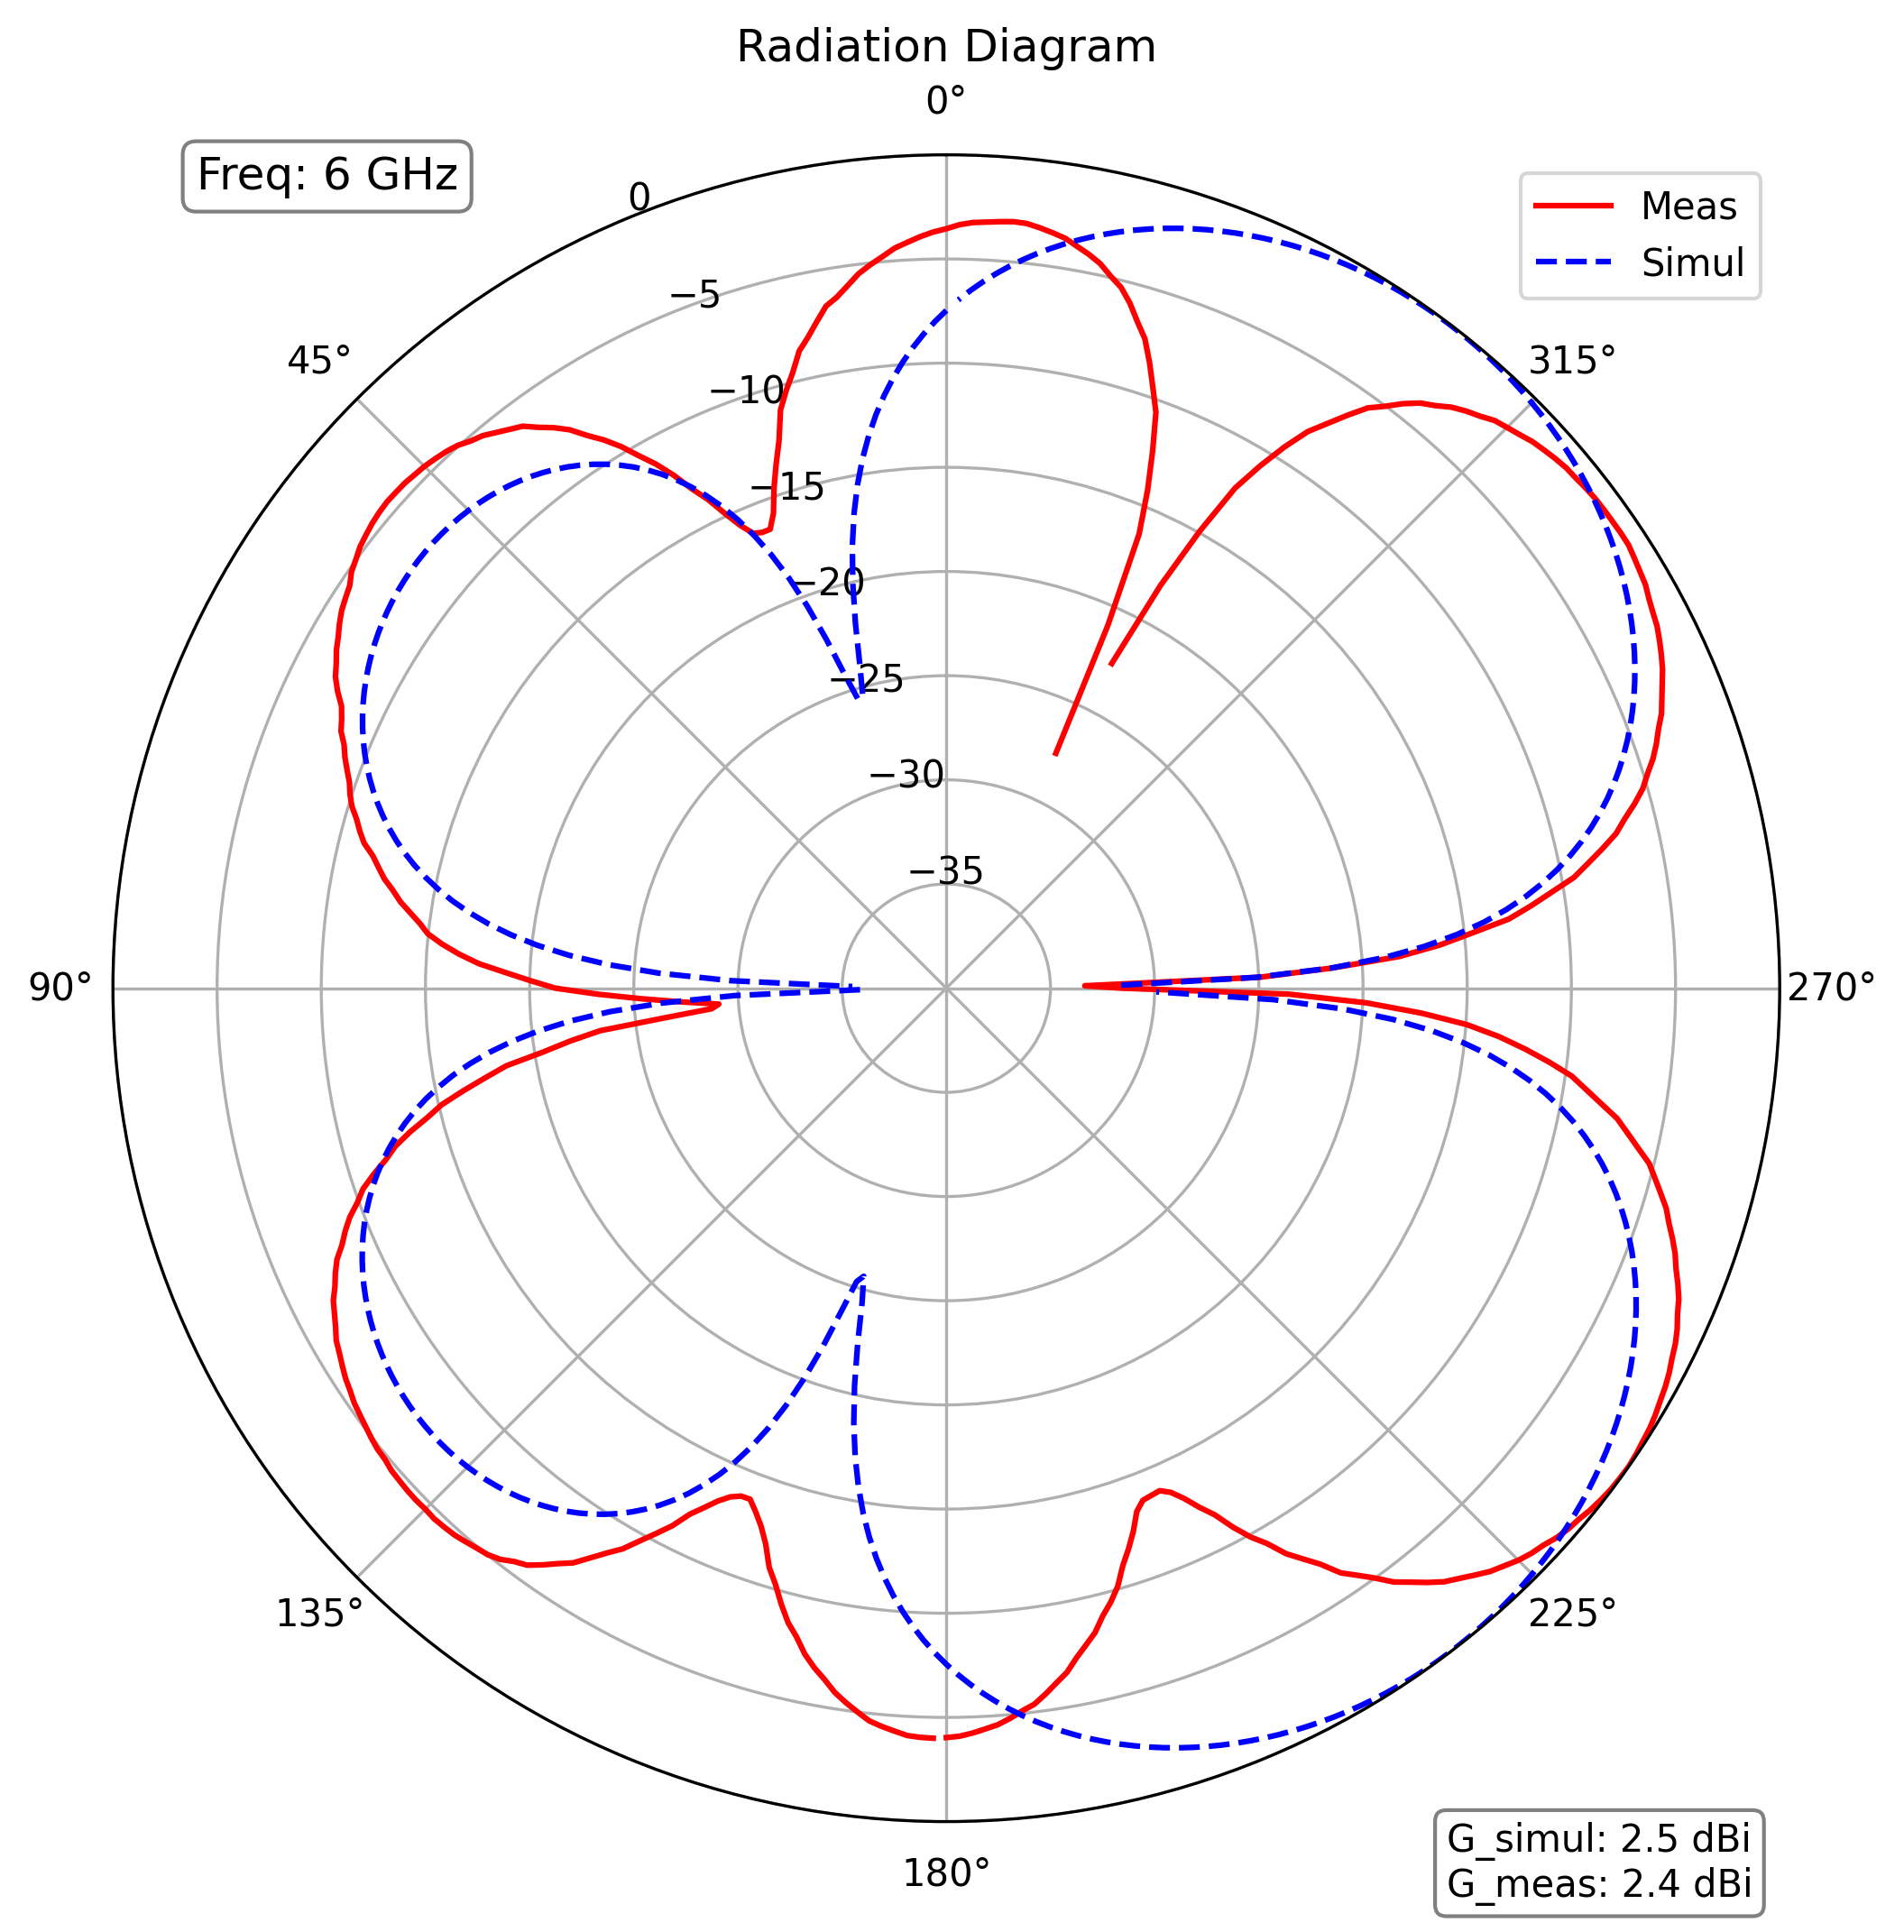 Radiation Diagram
0°
Freq: 6 GHz
0
Meas
Simul
−5
45°
315°
−10
−15
−20
−25
−30
−35
90°
270°
135°
225°
180°
G_simul: 2.5 dBi
G_meas: 2.4 dBi